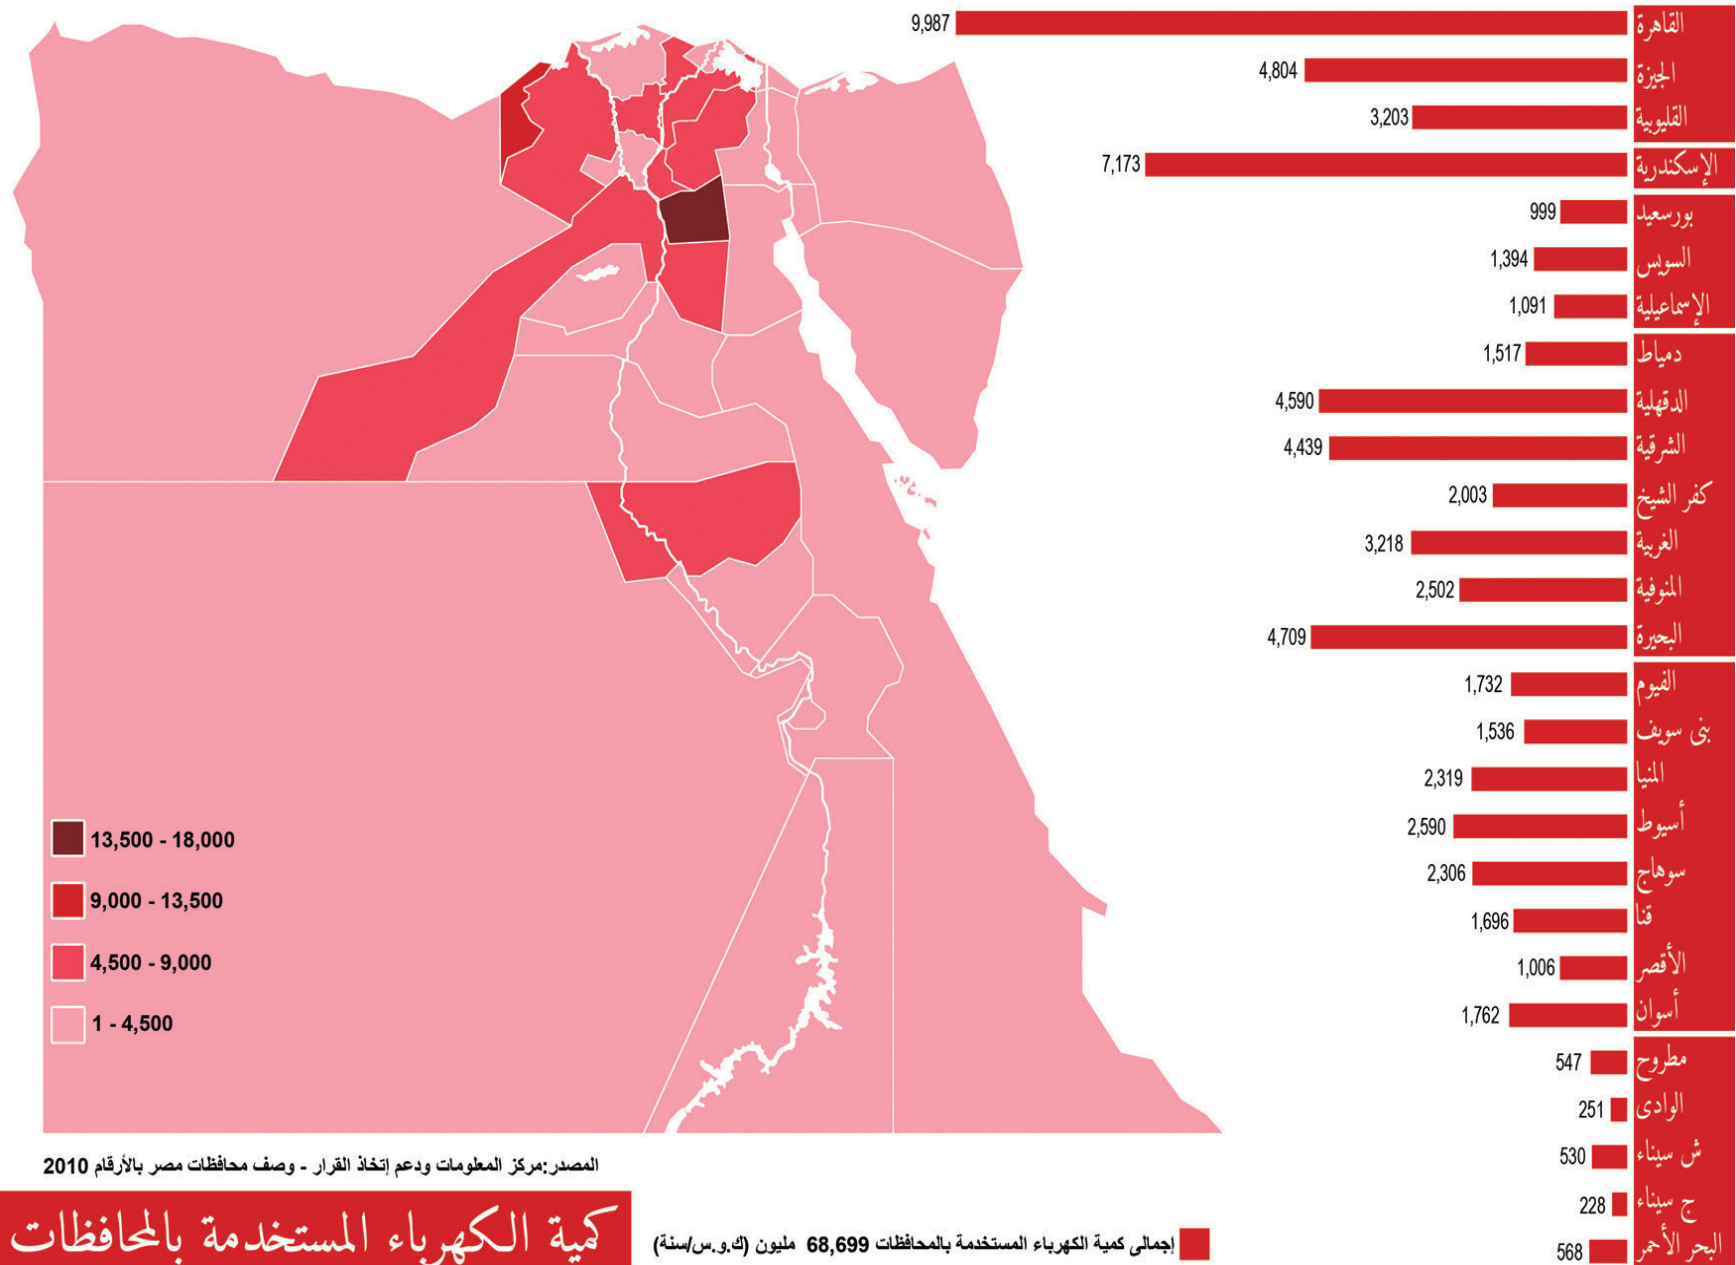 القاهرة 9,987
الجيزة 4,804
القليوبية 3,203
الإسكندرية 7,173
بورسعيد 999
السويس 1,394
الإسماعيلية 1,091
دمياط 1,517
الدقهلية 4,590
الشرقية 4,439
كفر الشيخ 2,003
الغربية 3,218
المنوفية 2,502
البحيرة 4,709
الفيوم 1,732
بنى سويف 1,536
المنيا 2,319
أسيوط 2,590
سوهاج 2,306
قنا 1,696
الأقصر 1,006
أسوان 1,762
مطروح 547
الوادى 251
ش سيناء 530
ج سيناء 228
البحر الأحمر 568
13,500 - 18,000
9,000 - 13,500
4,500 - 9,000
1 - 4,500
المصدر:مركز المعلومات ودعم إتخاذ القرار - وصف محافظات مصر بالأرقام 2010
إجمالى كمية الكهرباء المستخدمة بالمحافظات 68,699 مليون (ك.و.س/سنة)
كمية الكهرباء المستخدمة بالمحافظات